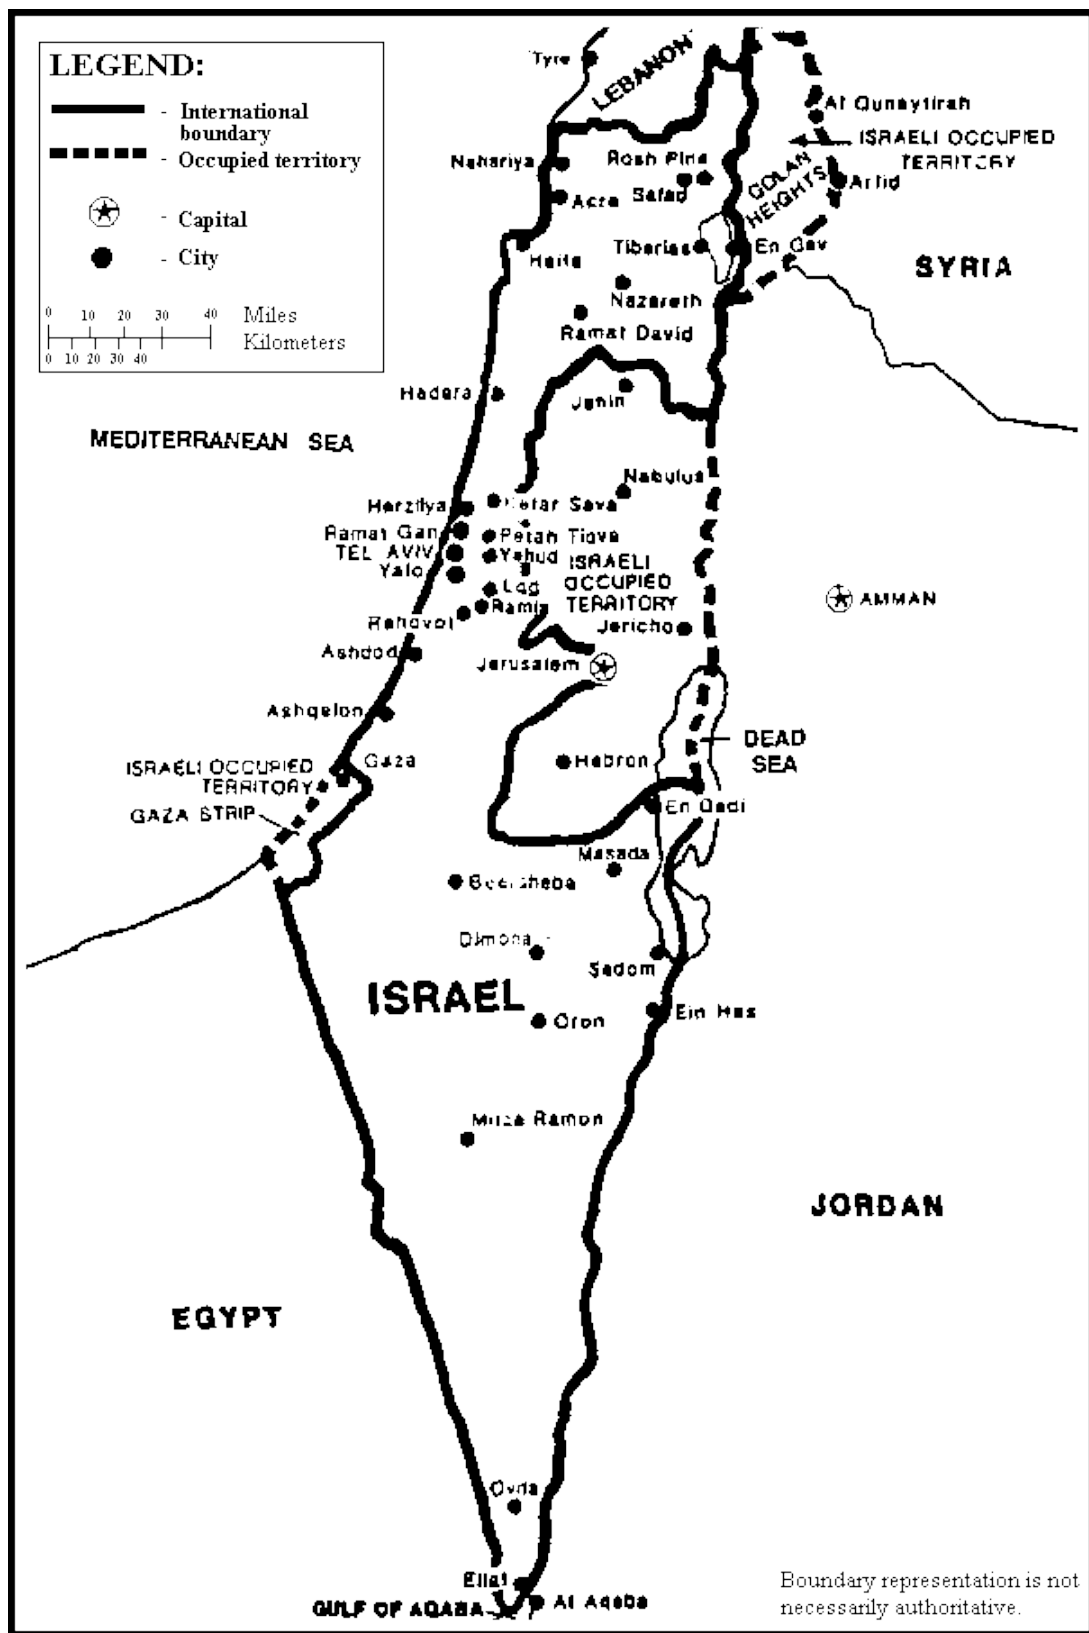 LEGEND:
- International
boundary
- Occupied territory
- Capital
- City
0 10 20 30 40 Miles
Kilometers
0 10 20 30 40
Tyre
LEBANON
Al Qunaytirah
ISRAELI OCCUPIED
TERRITORY
Nahariya
Rosh Pina
Safad
GOLAN
HEIGHTS
Artid
Acre
Haifa
Tiberias
En Gev
SYRIA
Nazareth
Ramat David
Hadera
Jenin
MEDITERRANEAN SEA
Nabulus
Herzliya
Kefar Sava
Ramat Gan
Petah Tiqva
TEL AVIV
Yahud
ISRAELI
OCCUPIED
TERRITORY
Yafo
Lod
Ramla
AMMAN
Rehovot
Jericho
Ashdod
Jerusalem
Ashqelon
DEAD
SEA
Gaza
Hebron
ISRAELI OCCUPIED
TERRITORY
GAZA STRIP
En Gedi
Masada
Beersheba
Dimona
Sedom
ISRAEL
Oron
Ein Has
Mitza Ramon
JORDAN
EGYPT
Ovda
Eilat
GULF OF AQABA
Al Aqaba
Boundary representation is not
necessarily authoritative.